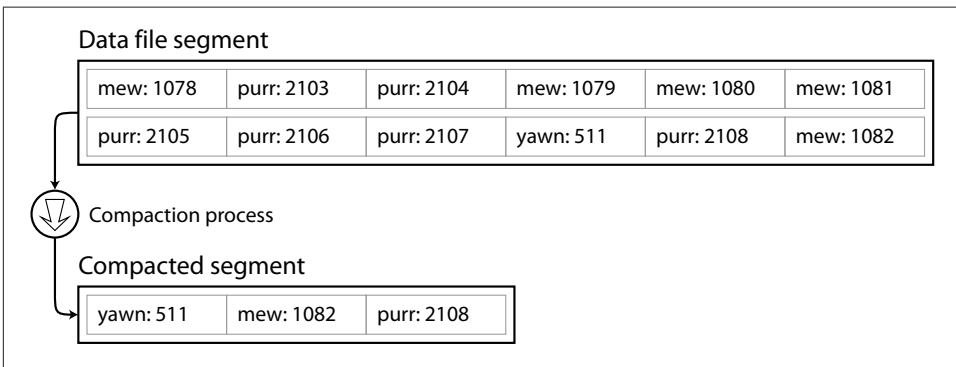 Data file segment
mew: 1078 purr: 2103 purr: 2104 mew: 1079 mew: 1080 mew: 1081
purr: 2105 purr: 2106 purr: 2107 yawn: 511 purr: 2108 mew: 1082
Compaction process
Compacted segment
yawn: 511 mew: 1082 purr: 2108